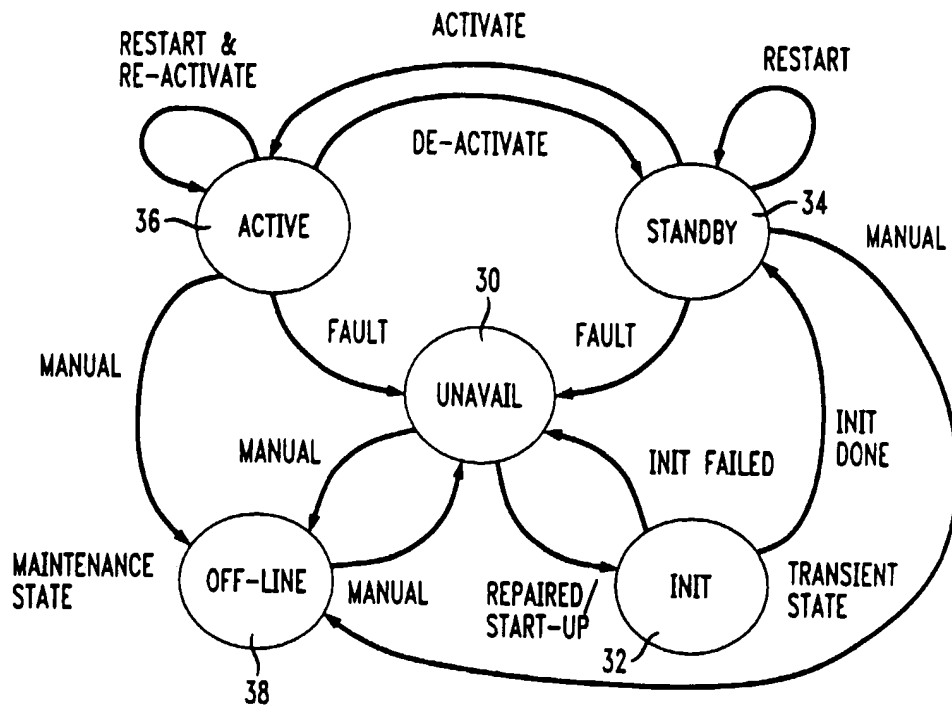 ACTIVATE
RESTART &
RE-ACTIVATE
RESTART
DE-ACTIVATE
36
ACTIVE
STANDBY
34
MANUAL
30
FAULT
FAULT
MANUAL
UNAVAIL
INIT
DONE
MANUAL
INIT FAILED
MAINTENANCE
STATE
OFF-LINE
MANUAL
REPAIRED/
START-UP
INIT
TRANSIENT
STATE
32
38